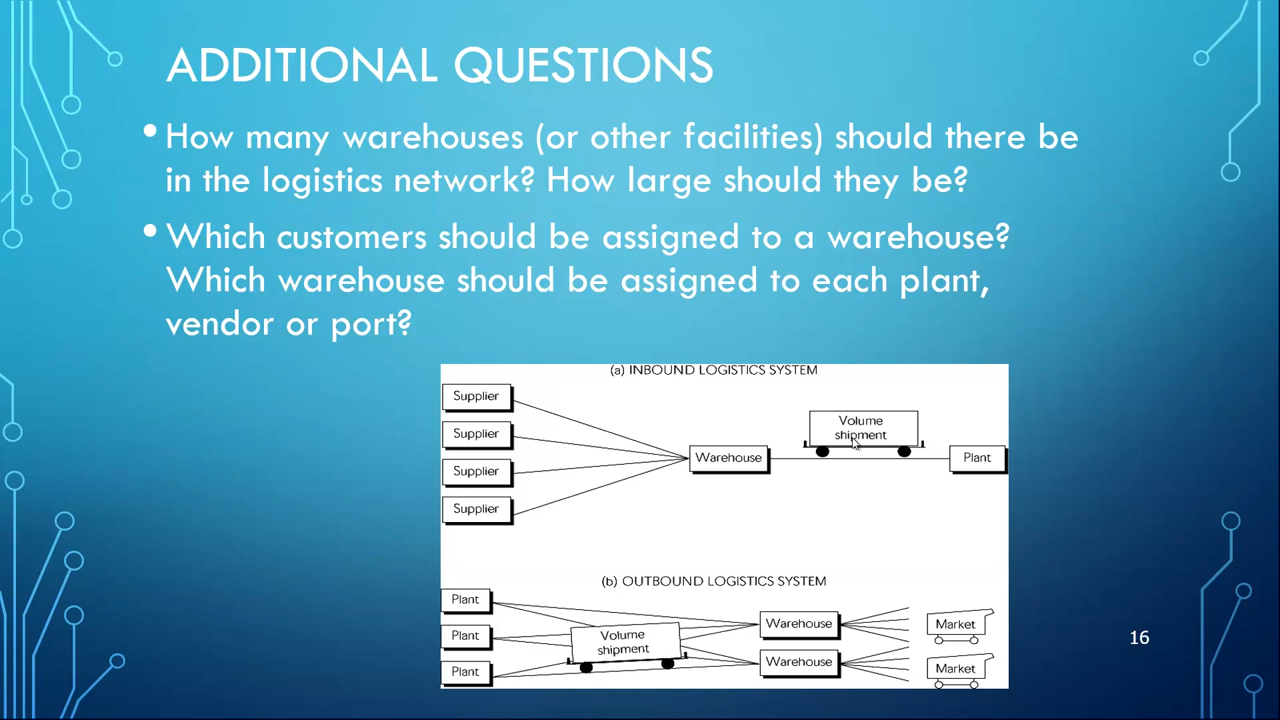 ADDITIONAL QUESTIONS
• How many warehouses (or other facilities) should there be
in the logistics network? How large should they be?
• Which customers should be assigned to a warehouse?
Which warehouse should be assigned to each plant,
vendor or port?
(a) INBOUND LOGISTICS SYSTEM
Supplier
Supplier
Supplier
Supplier
Warehouse
Volume
shipment
Plant
(b) OUTBOUND LOGISTICS SYSTEM
Plant
Plant
Plant
Volume
shipment
Warehouse
Warehouse
Market
Market
16